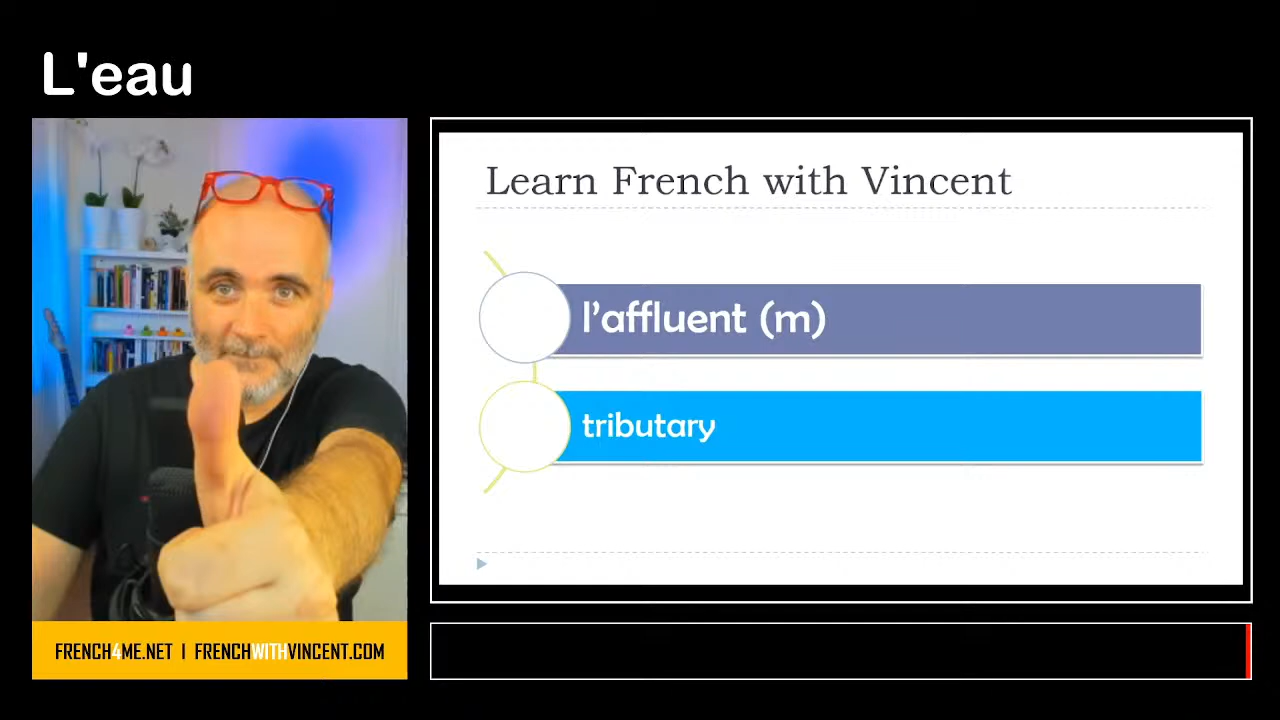 L'eau
Learn French with Vincent
l’affluent (m)
tributary
FRENCH4ME.NET | FRENCHWITHVINCENT.COM